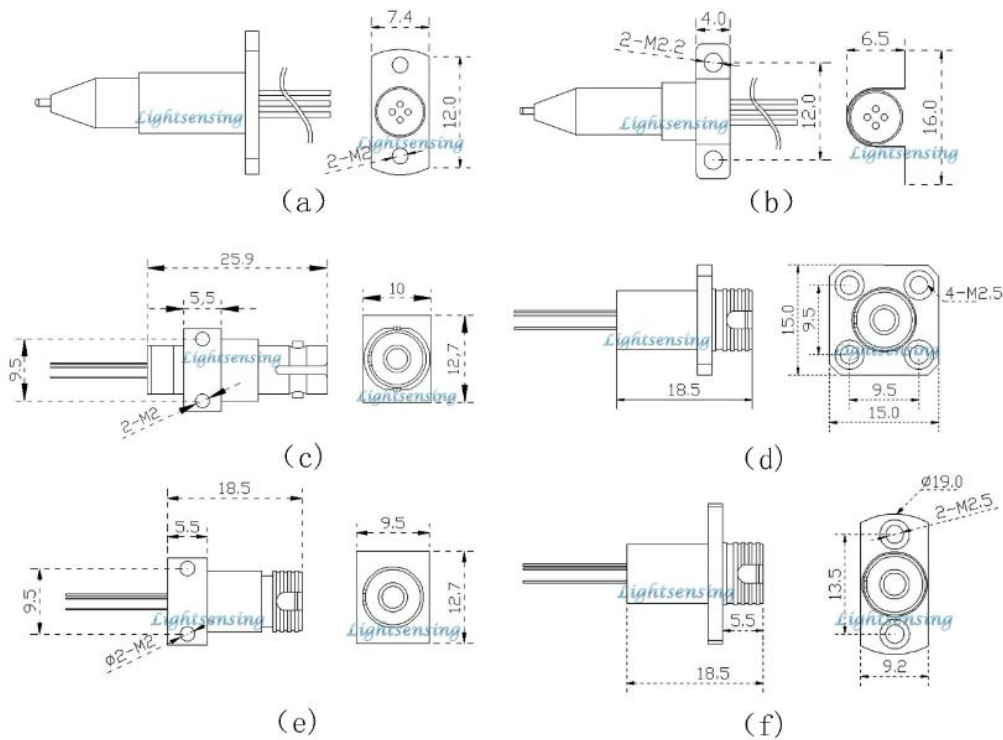 7.4
12.0
2-M2
Lightsensing
Lightsensing
(a)
4.0
2-M2.2
6.5
12.0
16.0
Lightsensing
Lightsensing
(b)
25.9
5,5
10
9.5
12,7
2-M2
Lightsensing
Lightsensing
(c)
15.0
9.5
4-M2.5
18.5
9.5
15.0
Lightsensing
Lightsensing
(d)
18.5
5.5
9.5
9.5
12,7
ø2-M2
Lightsensing
Lightsensing
(e)
ø19.0
2-M2.5
13.5
5.5
18.5
9.2
Lightsensing
Lightsensing
(f)